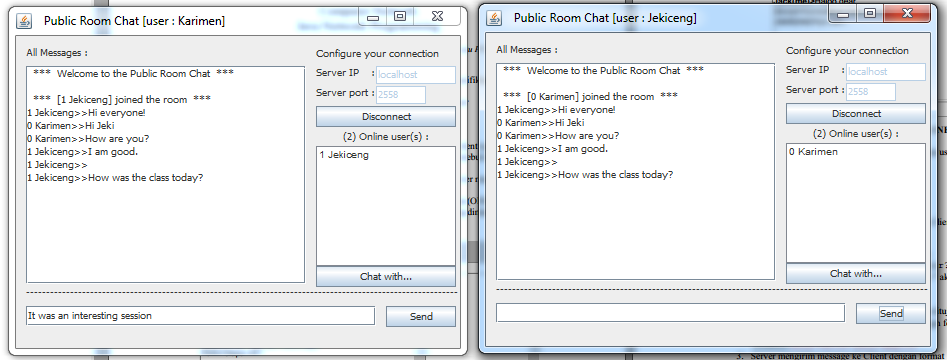 Public Room Chat [user : Karimen]
All Messages :
*** Welcome to the Public Room Chat ***
*** [1 Jekiceng] joined the room ***
1 Jekiceng>>Hi everyone!
0 Karimen>>Hi Jeki
0 Karimen>>How are you?
1 Jekiceng>>I am good.
1 Jekiceng>>
1 Jekiceng>>How was the class today?
Configure your connection
Server IP : localhost
Server port : 2558
Disconnect
(2) Online user(s) :
1 Jekiceng
Chat with...
It was an interesting session
Send
Public Room Chat [user : Jekiceng]
All Messages :
*** Welcome to the Public Room Chat ***
*** [0 Karimen] joined the room ***
1 Jekiceng>>Hi everyone!
0 Karimen>>Hi Jeki
0 Karimen>>How are you?
1 Jekiceng>>I am good.
1 Jekiceng>>
1 Jekiceng>>How was the class today?
Configure your connection
Server IP : localhost
Server port : 2558
Disconnect
(2) Online user(s) :
0 Karimen
Chat with...
Send
3. Server mengirim message ke Client dengan format